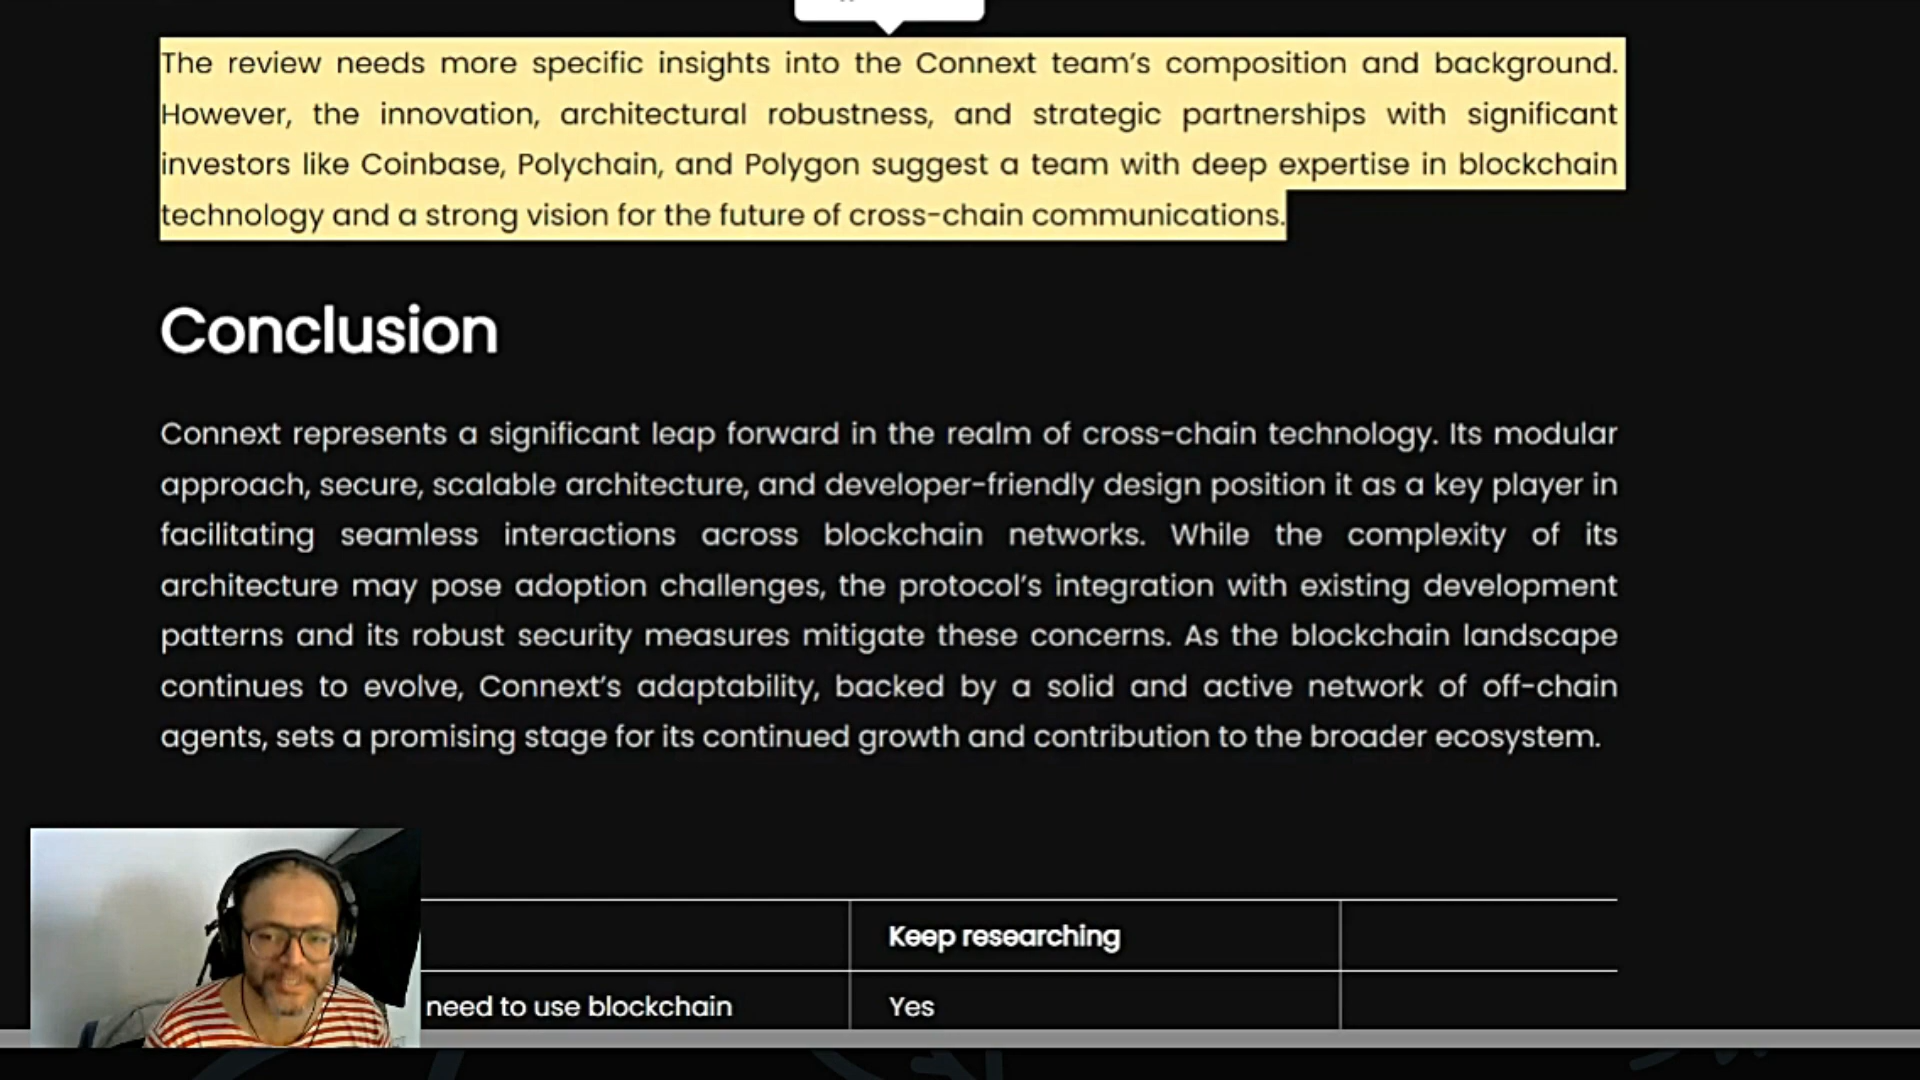 The review needs more specific insights into the Connext team’s composition and background.
However, the innovation, architectural robustness, and strategic partnerships with significant
investors like Coinbase, Polychain, and Polygon suggest a team with deep expertise in blockchain
technology and a strong vision for the future of cross-chain communications.
Conclusion
Connext represents a significant leap forward in the realm of cross-chain technology. Its modular
approach, secure, scalable architecture, and developer-friendly design position it as a key player in
facilitating seamless interactions across blockchain networks. While the complexity of its
architecture may pose adoption challenges, the protocol’s integration with existing development
patterns and its robust security measures mitigate these concerns. As the blockchain landscape
continues to evolve, Connext’s adaptability, backed by a solid and active network of off-chain
agents, sets a promising stage for its continued growth and contribution to the broader ecosystem.
Keep researching
need to use blockchain Yes